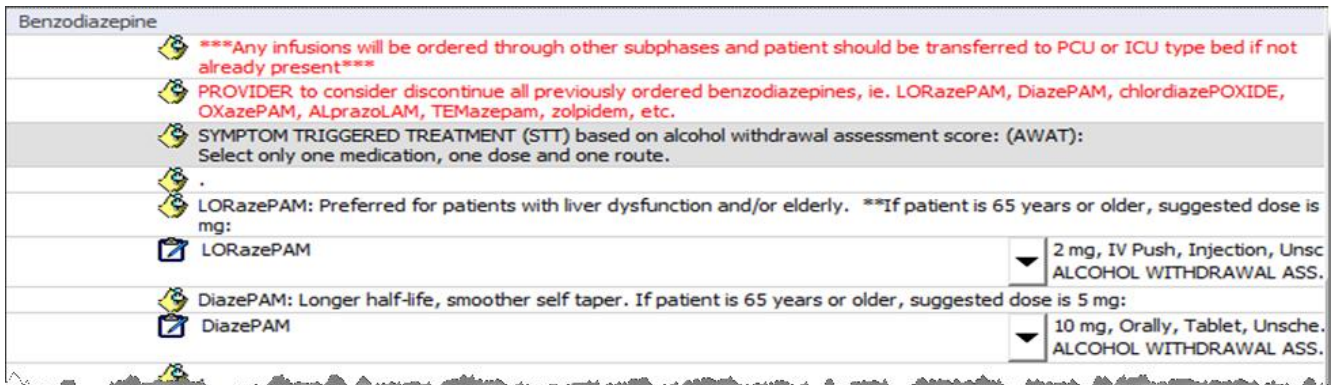 Benzodiazepine
***Any infusions will be ordered through other subphases and patient should be transferred to PCU or ICU type bed if not
already present***
PROVIDER to consider discontinue all previously ordered benzodiazepines, ie. LORazePAM, DiazePAM, chlordiazePOXIDE,
OXazePAM, ALprazoLAM, TEMazepam, zolpidem, etc.
SYMPTOM TRIGGERED TREATMENT (STT) based on alcohol withdrawal assessment score: (AWAT):
Select only one medication, one dose and one route.
.
LORazePAM: Preferred for patients with liver dysfunction and/or elderly. **If patient is 65 years or older, suggested dose is
mg:
LORazePAM
2 mg, IV Push, Injection, Unsc
ALCOHOL WITHDRAWAL ASS.
DiazePAM: Longer half-life, smoother self taper. If patient is 65 years or older, suggested dose is 5 mg:
DiazePAM
10 mg, Orally, Tablet, Unsche.
ALCOHOL WITHDRAWAL ASS.